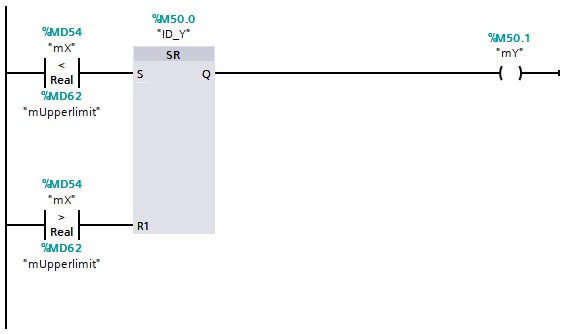 %M50.0
"ID_Y"
%MD54
"mX"
%M50.1
"mY"
SR
<
Real
S
Q
( )
%MD62
"mUpperlimit"
%MD54
"mX"
>
Real
R1
%MD62
"mUpperlimit"